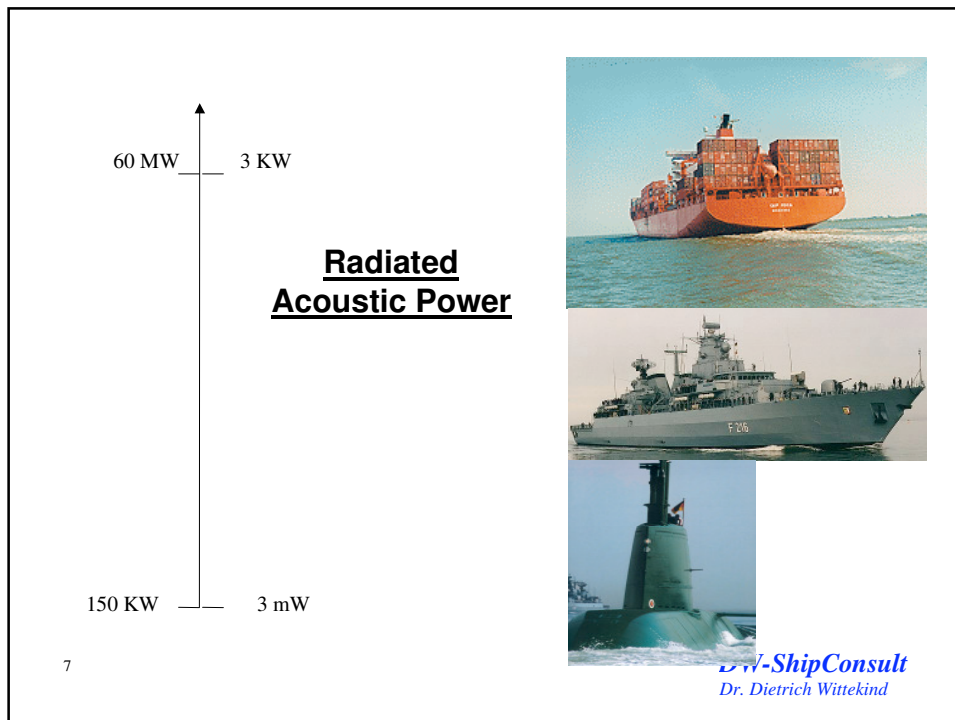 60 MW
3 KW
Radiated
Acoustic Power
F 216
150 KW
3 mW
7
DW-ShipConsult
Dr. Dietrich Wittekind